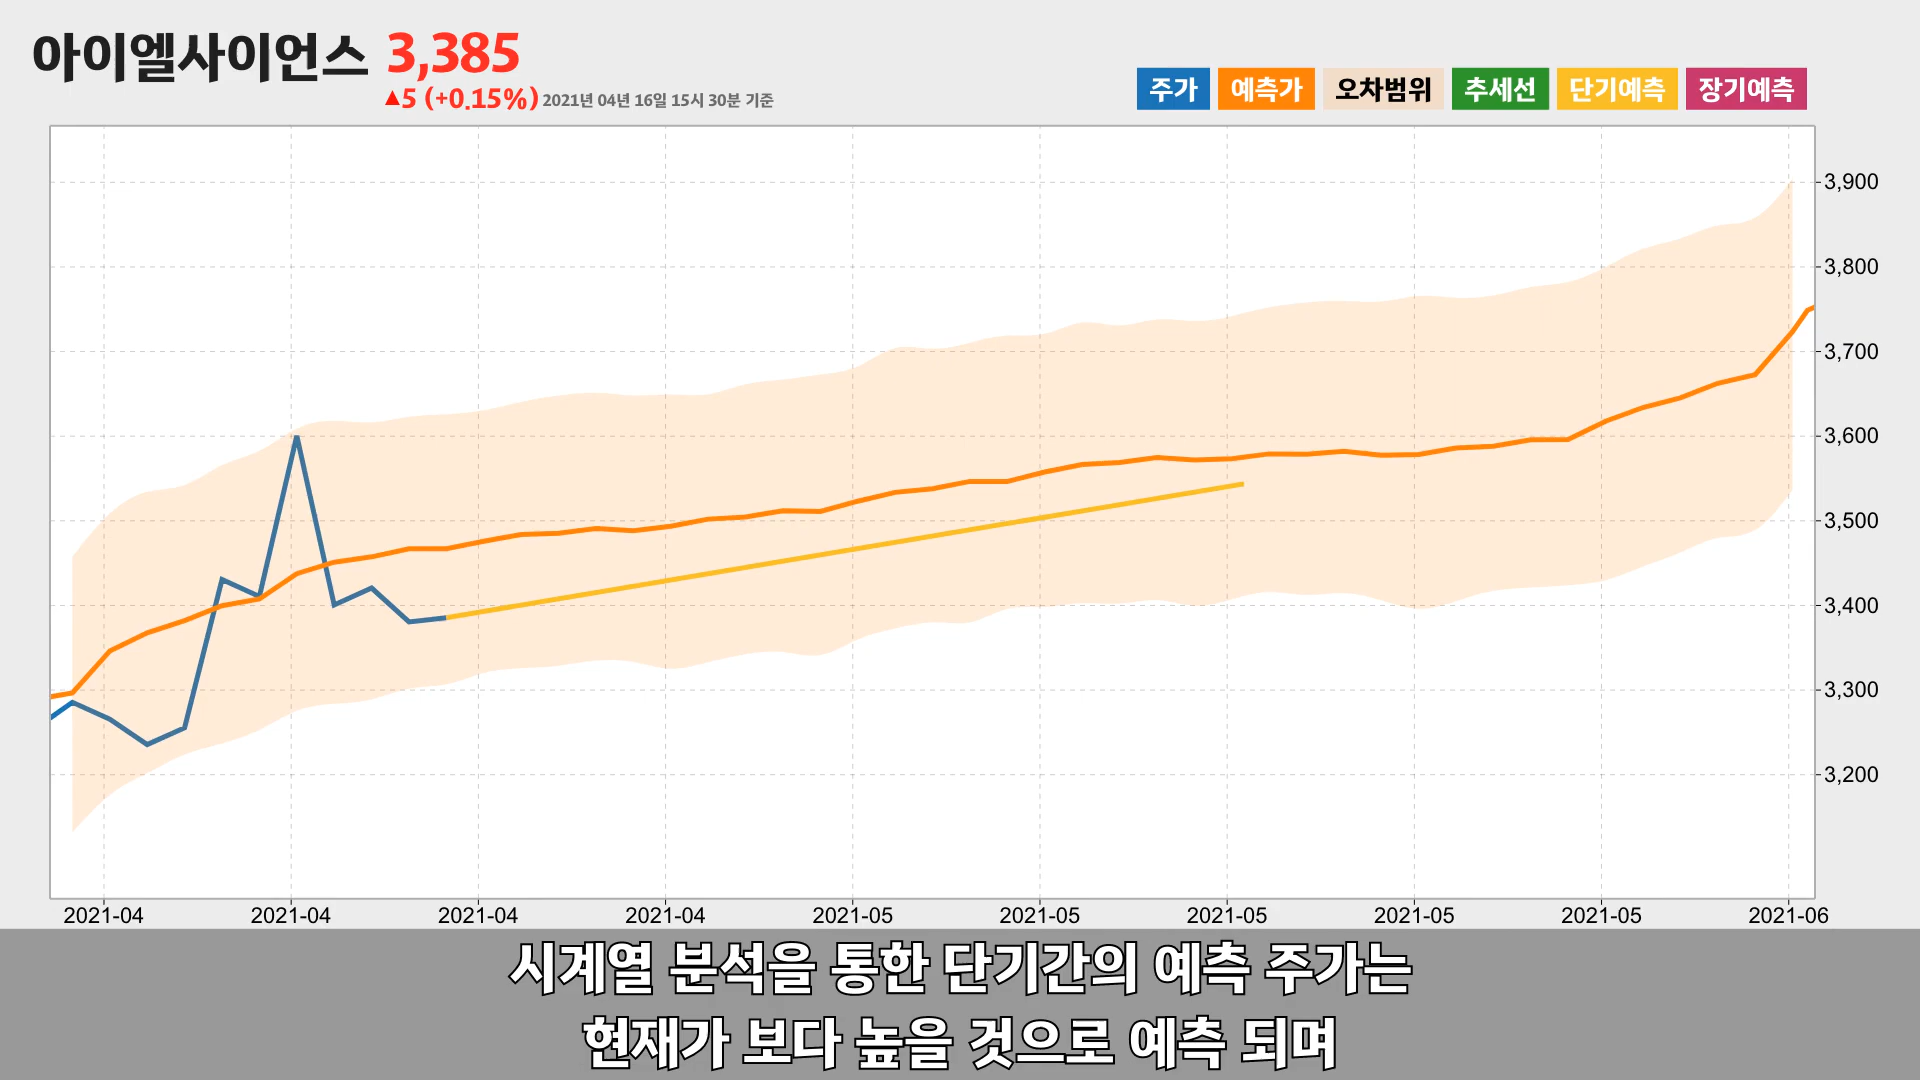 아이엘사이언스 3,385
▲5 (+0.15%) 2021년 04년 16일 15시 30분 기준
주가 예측가 오차범위 추세선 단기예측 장기예측
3,900
3,800
3,700
3,600
3,500
3,400
3,300
3,200
2021-04 2021-04 2021-04 2021-04 2021-05 2021-05 2021-05 2021-05 2021-05 2021-06
시계열 분석을 통한 단기간의 예측 주가는
현재가 보다 높을 것으로 예측 되며